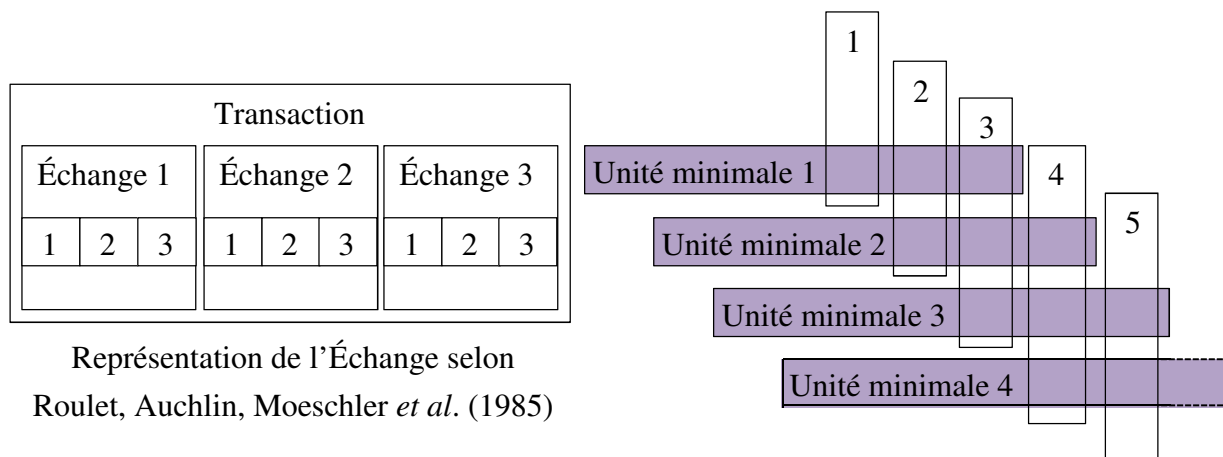 Transaction
Échange 1
Échange 2
Échange 3
1 2 3
1 2 3
1 2 3
Représentation de l'Échange selon
Roulet, Auchlin, Moeschler et al. (1985)
1
2
3
4
5
Unité minimale 1
Unité minimale 2
Unité minimale 3
Unité minimale 4